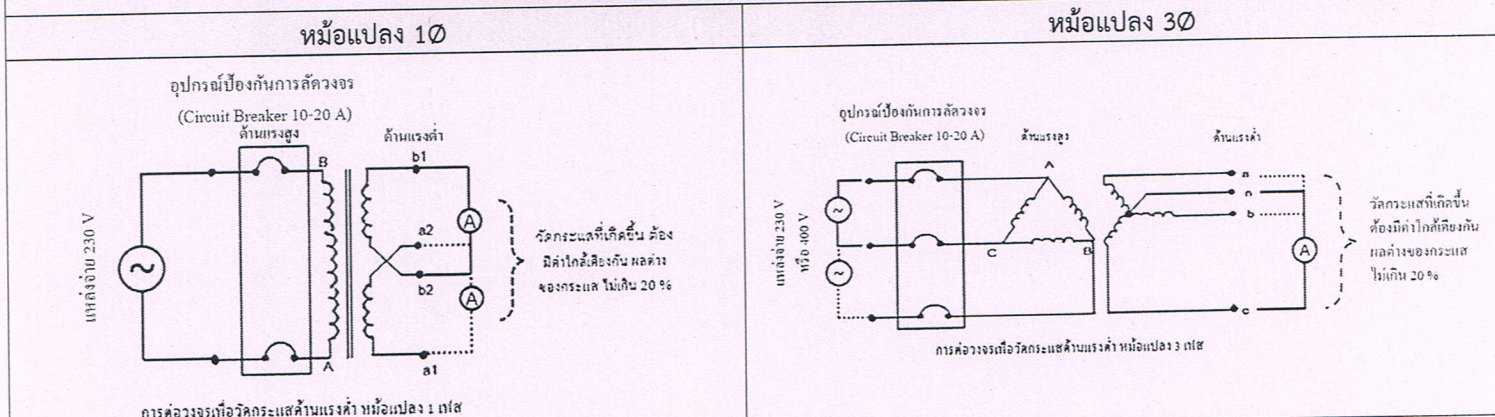 หม้อแปลง 1Ø
อุปกรณ์ป้องกันการลัดวงจร
(Circuit Breaker 10-20 A)
ด้านแรงสูง
ด้านแรงต่ำ
แหล่งจ่าย 230 V
~
B
A
b1
a2
b2
a1
A
A
วัดกระแสที่เกิดขึ้น ต้อง
มีค่าใกล้เคียงกัน ผลต่าง
ของกระแส ไม่เกิน 20 %
การต่อวงจรเพื่อวัดกระแสด้านแรงต่ำ หม้อแปลง 1 เฟส
หม้อแปลง 3Ø
อุปกรณ์ป้องกันการลัดวงจร
(Circuit Breaker 10-20 A)
ด้านแรงสูง
ด้านแรงต่ำ
แหล่งจ่าย 230 V
หรือ 400 V
~
~
A
C
B
a
n
b
c
A
วัดกระแสที่เกิดขึ้น
ต้องมีค่าใกล้เคียงกัน
ผลต่างของกระแส
ไม่เกิน 20 %
การต่อวงจรเพื่อวัดกระแสด้านแรงต่ำ หม้อแปลง 3 เฟส